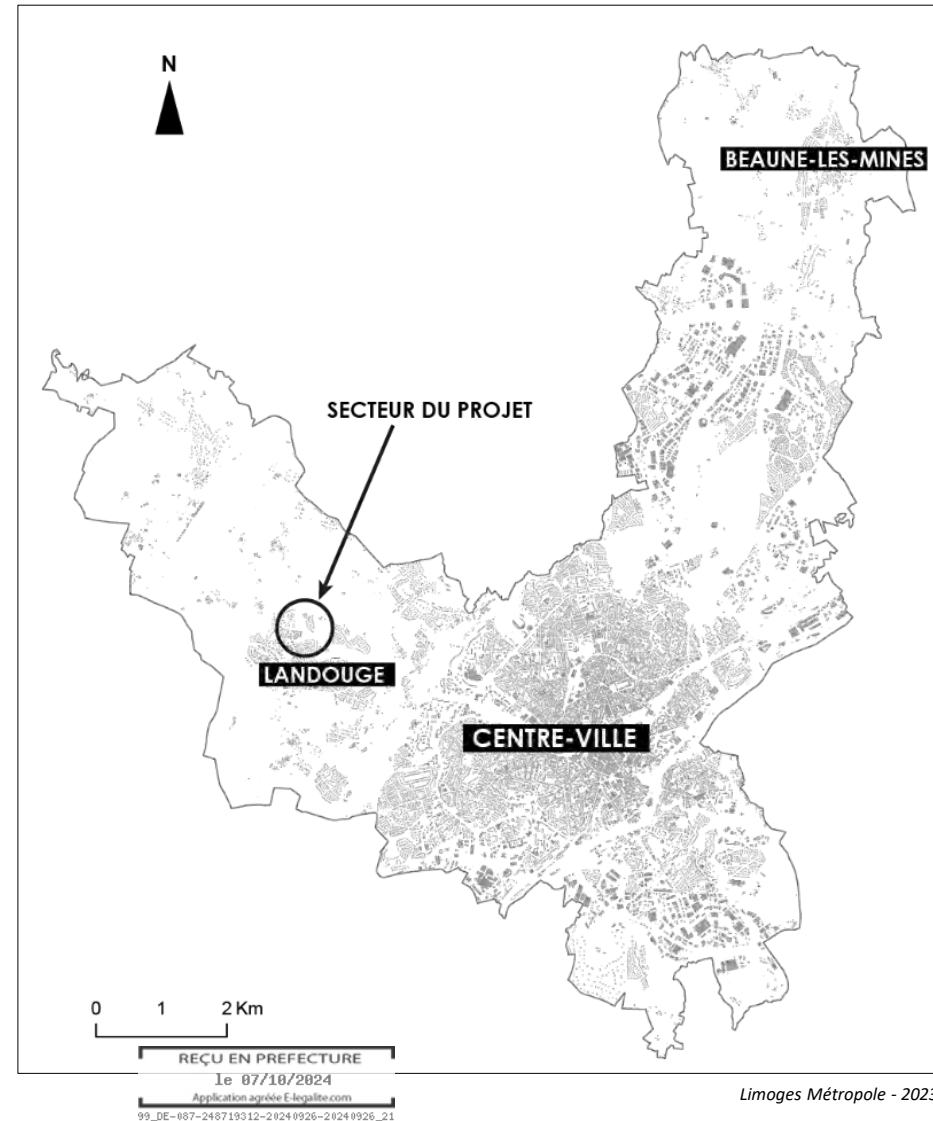 N
BEAUNE-LES-MINES
SECTEUR DU PROJET
LANDOUGE
CENTRE-VILLE
0 1 2 Km
REÇU EN PREFECTURE
le 07/10/2024
Application agréée E-legalite.com
99_DE-087-248719312-20240926-20240926_21
Limoges Métropole - 2023